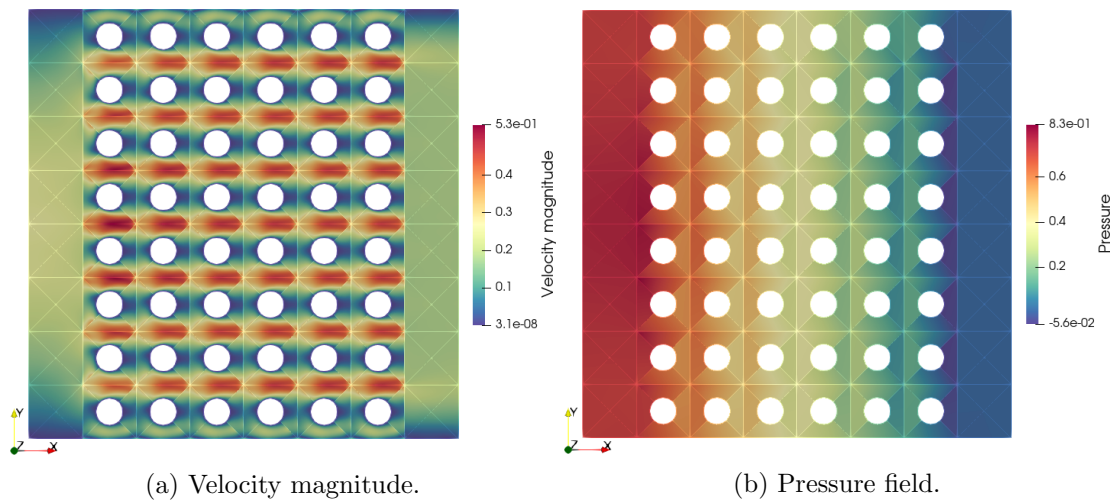 5.3e-01
0.4
0.3
0.2
0.1
3.1e-08
Velocity magnitude
Y
Z
X
8.3e-01
0.6
0.4
0.2
-5.6e-02
Pressure
Y
Z
X
(a) Velocity magnitude.
(b) Pressure field.